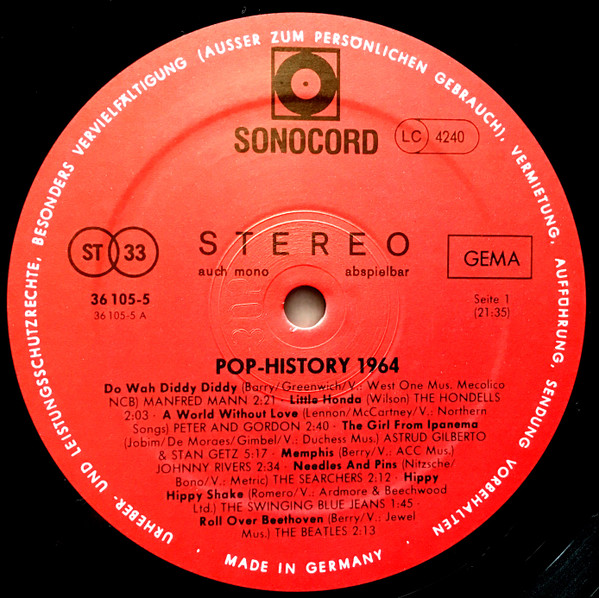 URHEBER- UND LEISTUNGSSCHUTZRECHTE, BESONDERS VERVIELFÄLTIGUNG (AUSSER ZUM PERSÖNLICHEN GEBRAUCH), VERMIETUNG, AUFFÜHRUNG, SENDUNG VORBEHALTEN
SONOCORD
LC 4240
ST 33
STEREO
auch mono abspielbar
GEMA
36 105-5
36 105-5 A
Seite 1
(21:35)
POP-HISTORY 1964
Do Wah Diddy Diddy (Barry/Greenwich/V.: West One Mus. Mecolico
NCB) MANFRED MANN 2:21 · Little Honda (Wilson) THE HONDELLS
2:03 · A World Without Love (Lennon/McCartney/V.: Northern
Songs) PETER AND GORDON 2:40 · The Girl From Ipanema
(Jobim/De Moraes/Gimbel/V.: Duchess Mus.) ASTRUD GILBERTO
& STAN GETZ 5:17 · Memphis (Berry/V.: ACC Mus.)
JOHNNY RIVERS 2:34 · Needles And Pins (Nitzsche/
Bono/V.: Metric) THE SEARCHERS 2:12 · Hippy
Hippy Shake (Romero/V.: Ardmore & Beechwood
Ltd.) THE SWINGING BLUE JEANS 1:45 ·
Roll Over Beethoven (Berry/V.: Jewel
Mus.) THE BEATLES 2:13
· MADE IN GERMANY ·